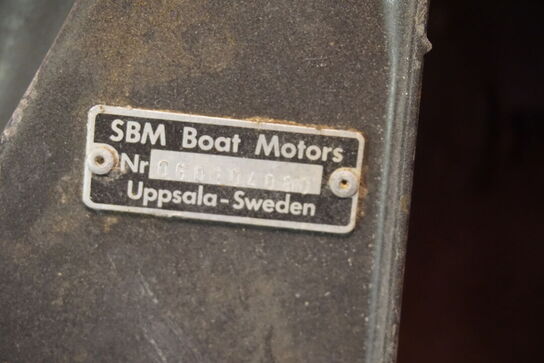 SBM Boat Motors
Nr
Uppsala-Sweden